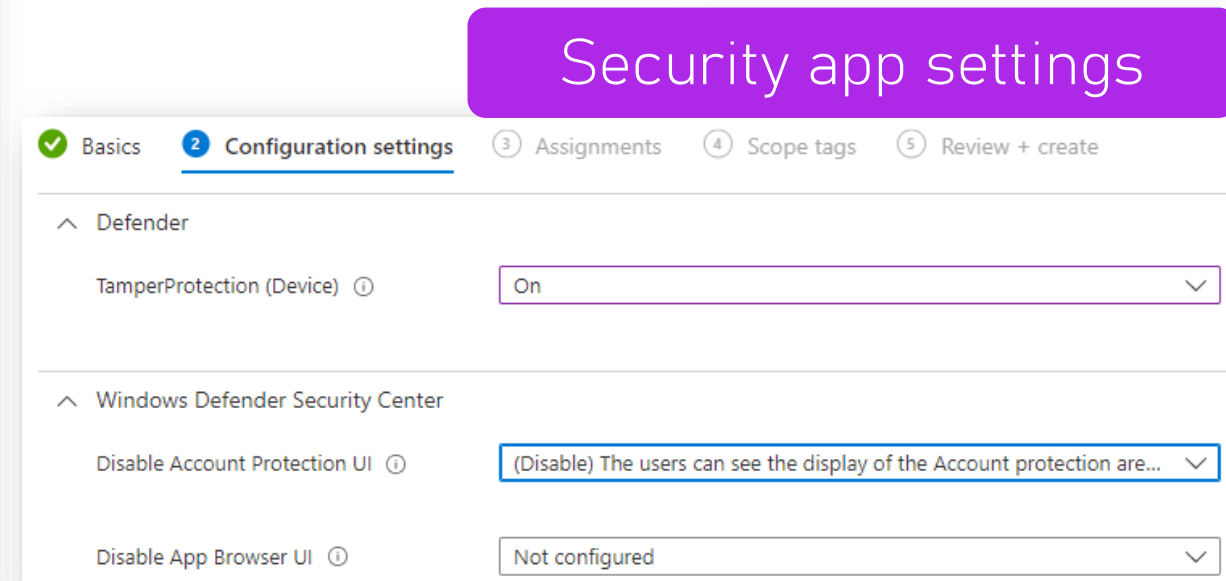 Security app settings
Basics 2 Configuration settings 3 Assignments 4 Scope tags 5 Review + create
Defender
TamperProtection (Device) On
Windows Defender Security Center
Disable Account Protection UI (Disable) The users can see the display of the Account protection are...
Disable App Browser UI Not configured